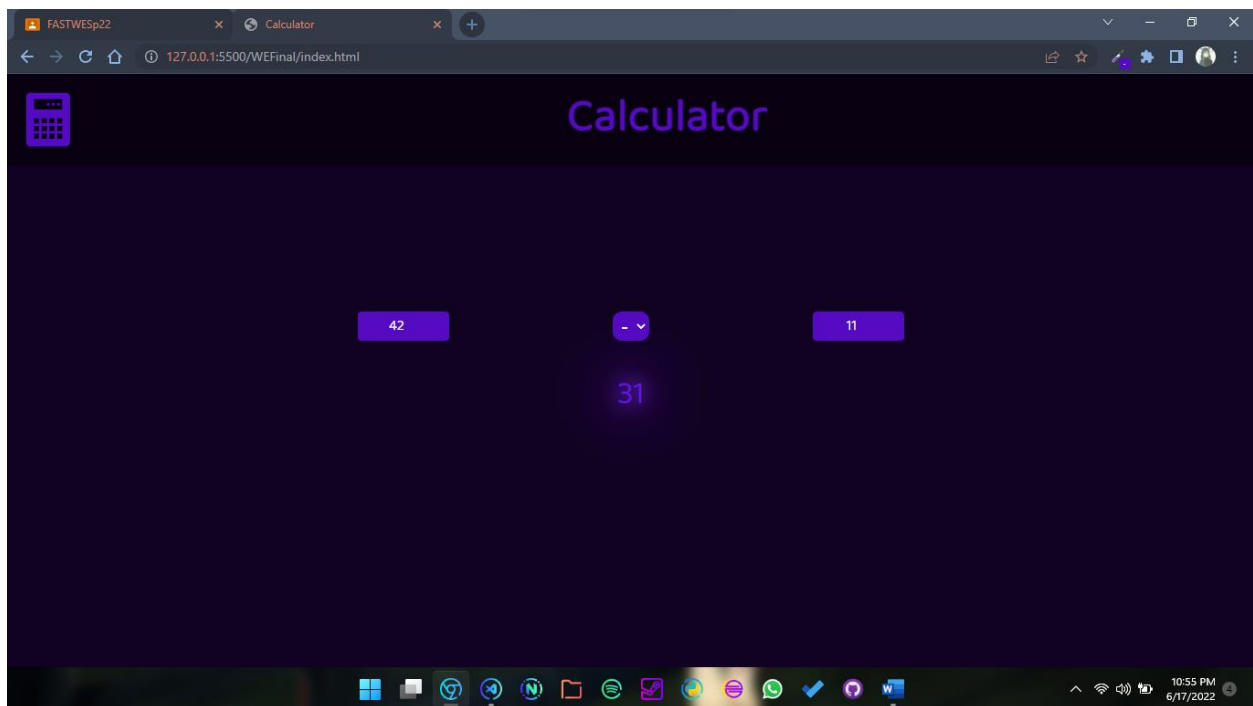 FASTWESp22
Calculator
127.0.0.1:5500/WEFinal/index.html
Calculator
42 - 11
31
10:55 PM
6/17/2022
4